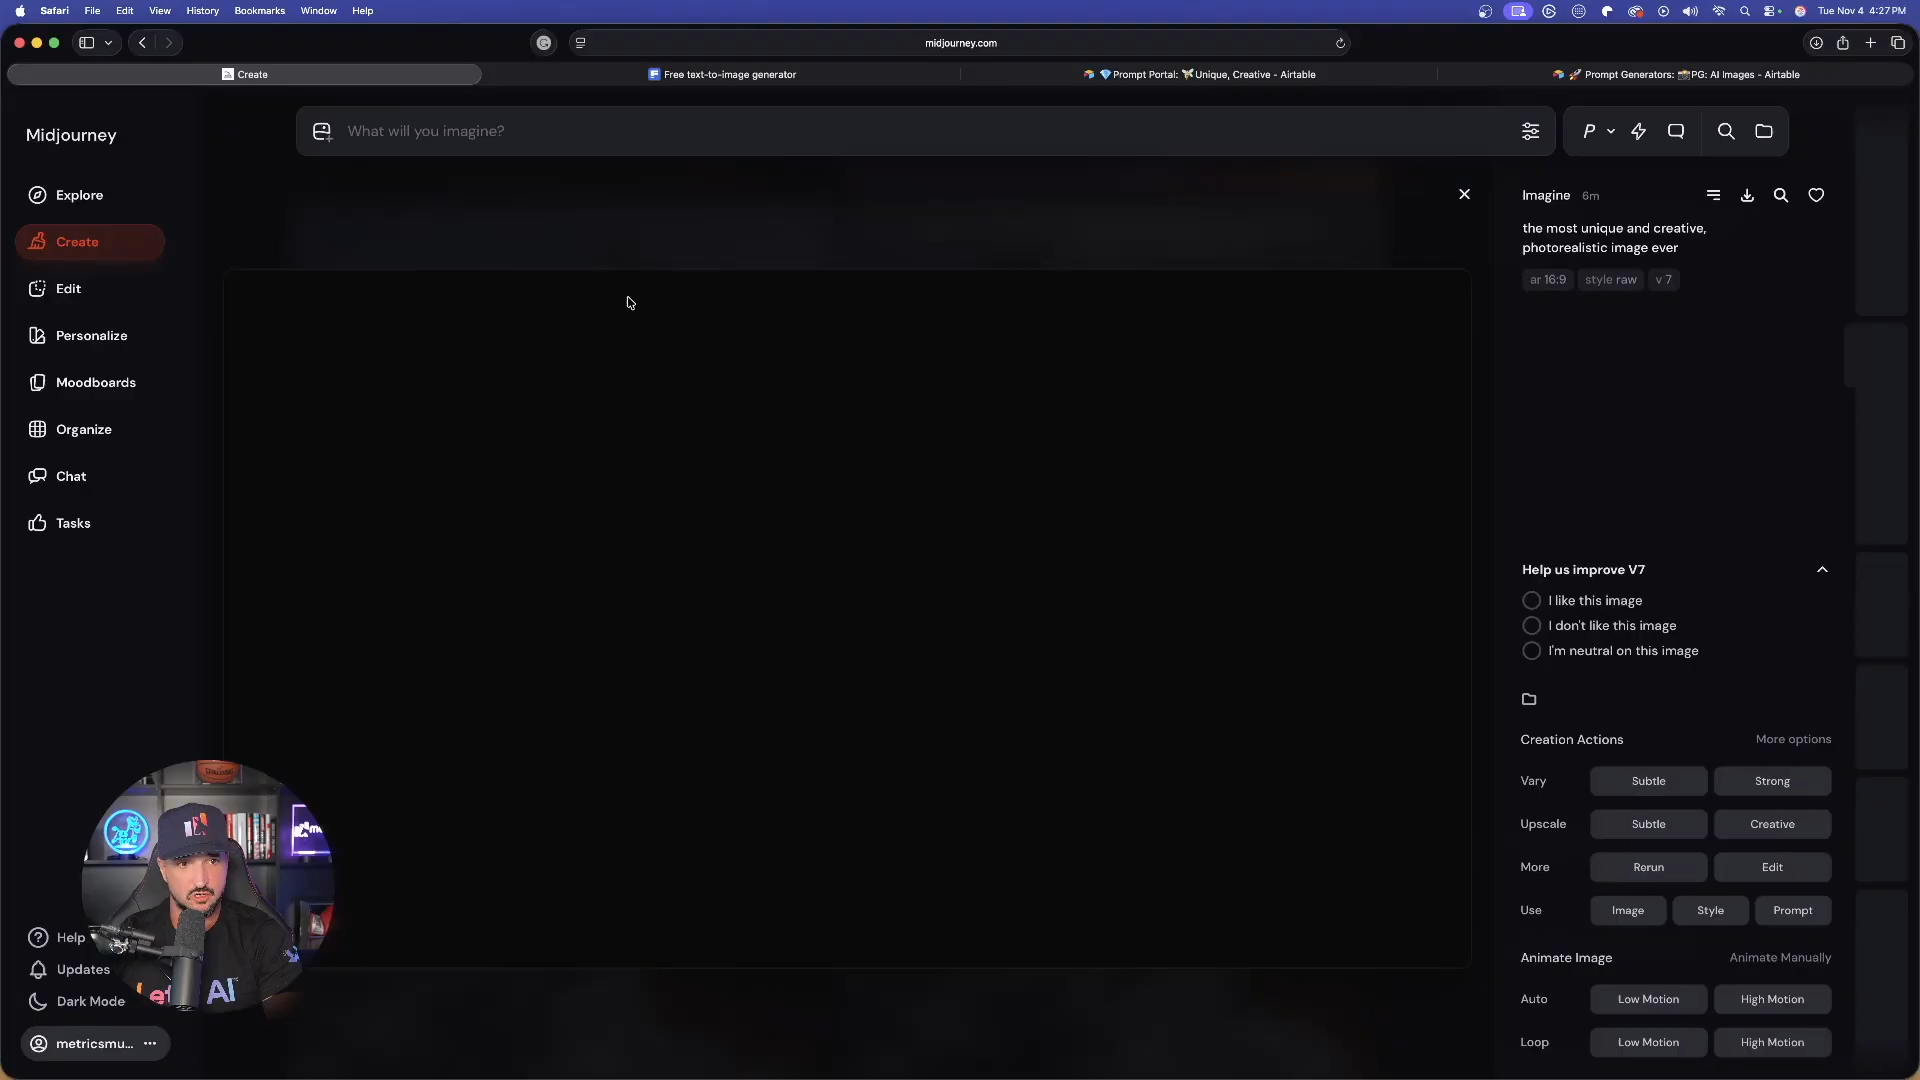 Safari File Edit View History Bookmarks Window Help Tue Nov 4 4:27 PM
midjourney.com
Create
Free text-to-image generator
Prompt Portal: Unique, Creative - Airtable
Prompt Generators: PG: AI Images - Airtable
Midjourney
What will you imagine?
P
Explore
Create
Edit
Personalize
Moodboards
Organize
Chat
Tasks
Help
Updates
Dark Mode
metricsmu...
AI
SPALDING
Imagine 6m
the most unique and creative,
photorealistic image ever
ar 16:9 style raw v 7
Help us improve V7
I like this image
I don't like this image
I'm neutral on this image
Creation Actions More options
Vary Subtle Strong
Upscale Subtle Creative
More Rerun Edit
Use Image Style Prompt
Animate Image Animate Manually
Auto Low Motion High Motion
Loop Low Motion High Motion